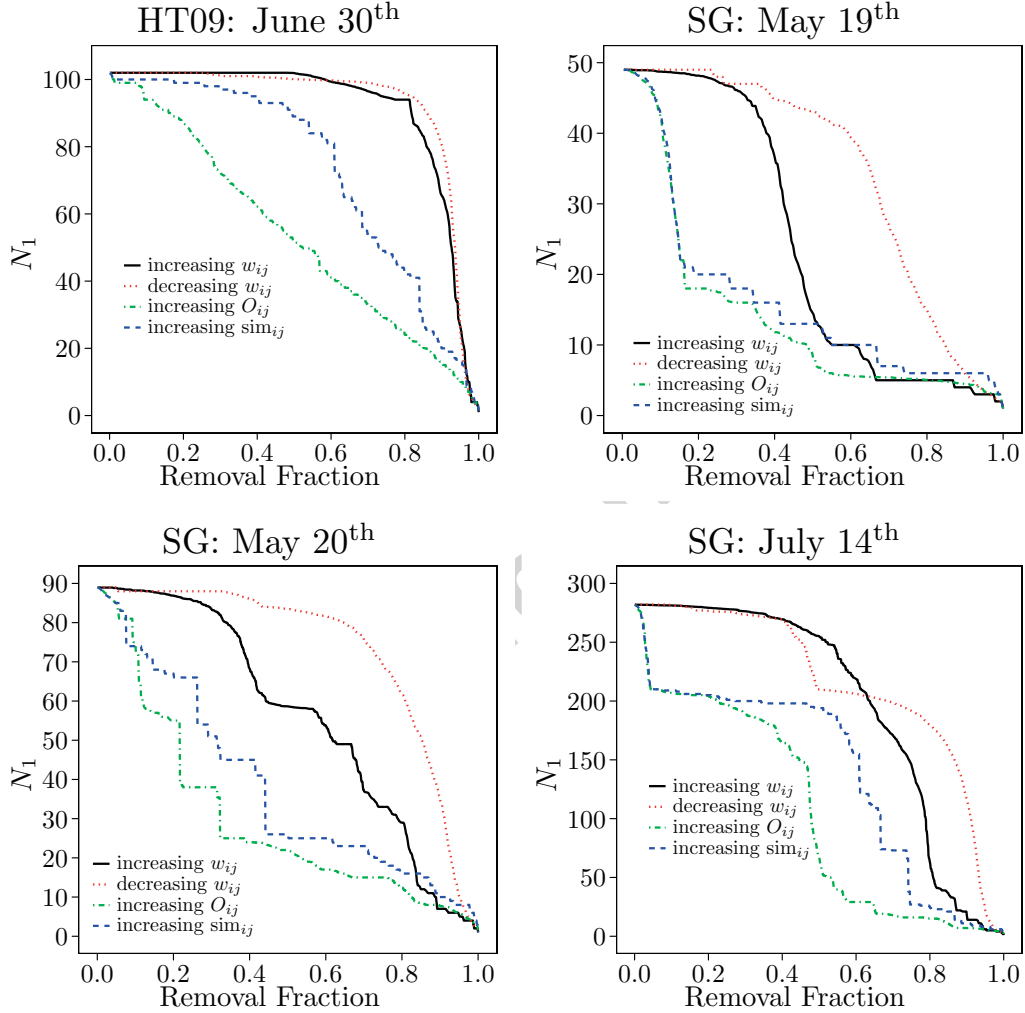 HT09: June 30th
100
80
60
40
20
0
N1
increasing wij
decreasing wij
increasing Oij
increasing simij
0.0 0.2 0.4 0.6 0.8 1.0
Removal Fraction
SG: May 19th
50
40
30
20
10
0
N1
increasing wij
decreasing wij
increasing Oij
increasing simij
0.0 0.2 0.4 0.6 0.8 1.0
Removal Fraction
SG: May 20th
90
80
70
60
50
40
30
20
10
0
N1
increasing wij
decreasing wij
increasing Oij
increasing simij
0.0 0.2 0.4 0.6 0.8 1.0
Removal Fraction
SG: July 14th
300
250
200
150
100
50
0
N1
increasing wij
decreasing wij
increasing Oij
increasing simij
0.0 0.2 0.4 0.6 0.8 1.0
Removal Fraction